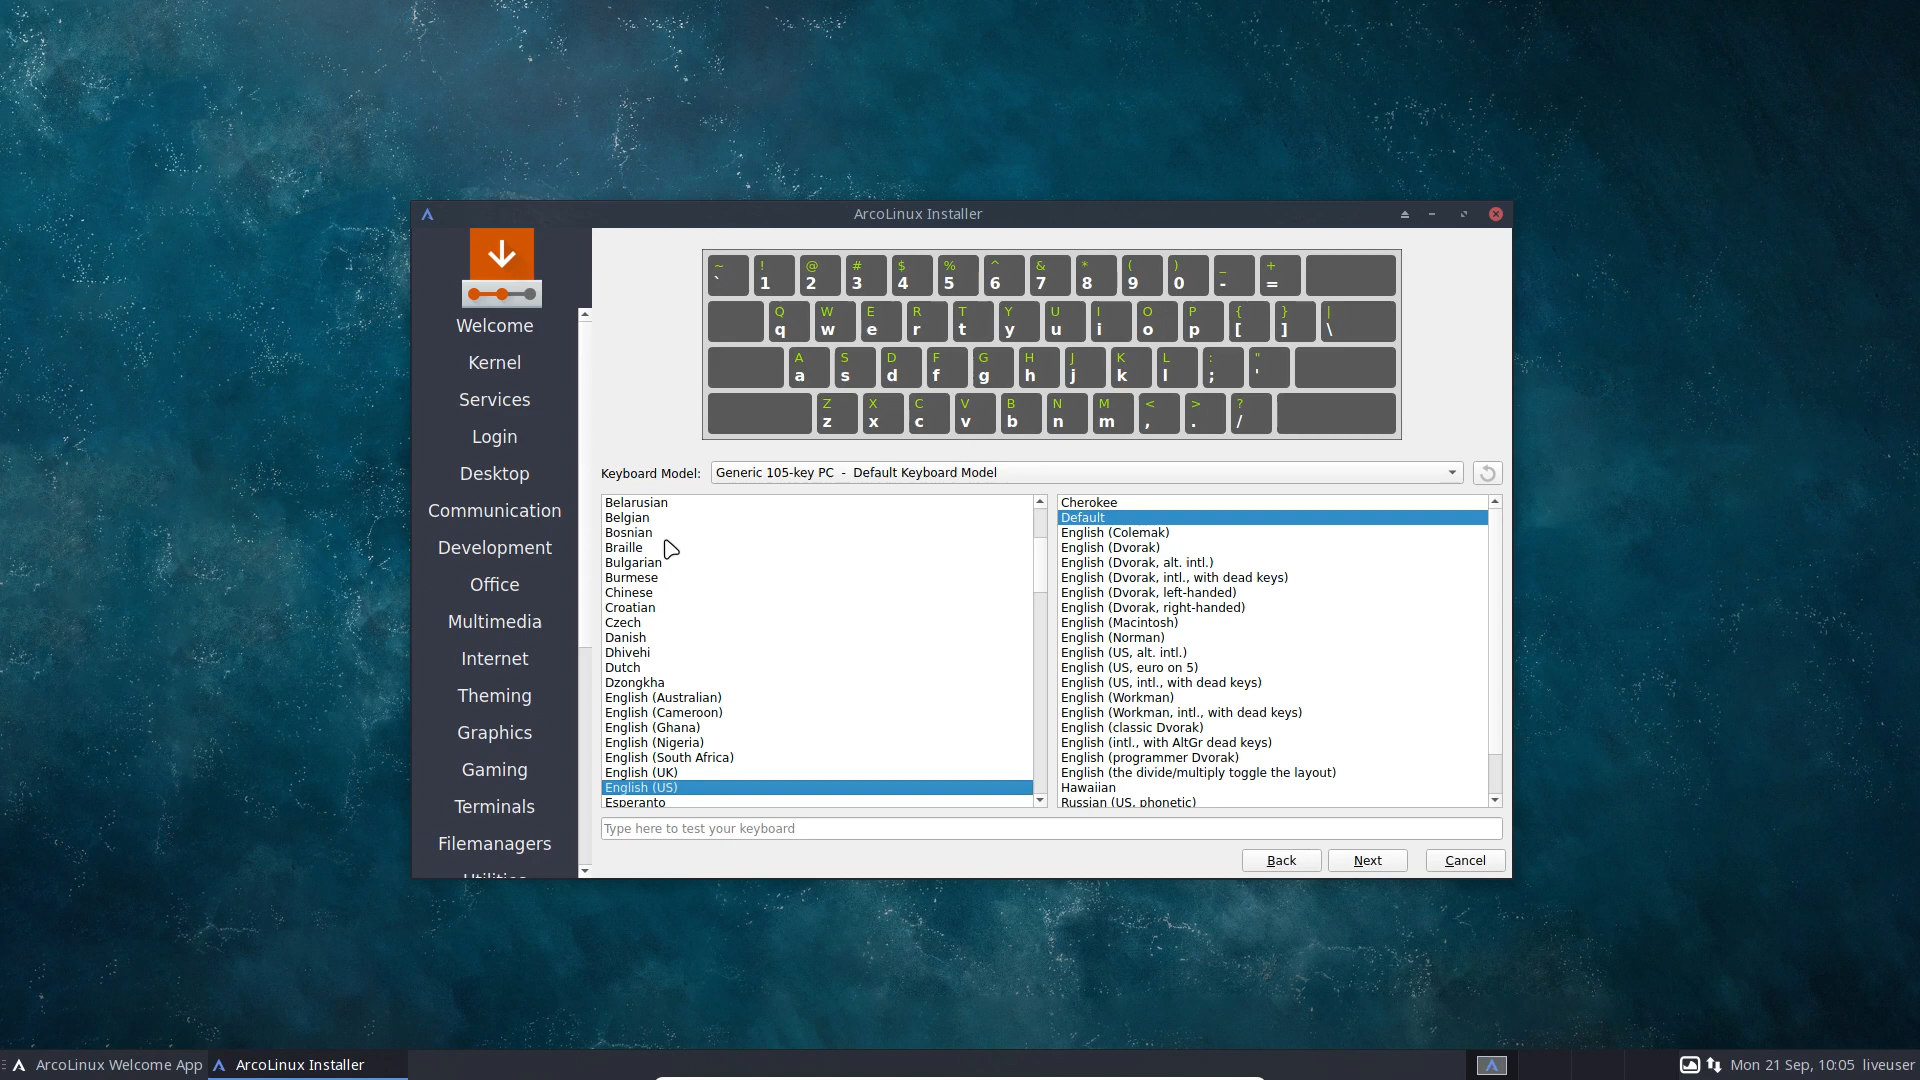 ArcoLinux Installer
Welcome
Kernel
Services
Login
Desktop
Communication
Development
Office
Multimedia
Internet
Theming
Graphics
Gaming
Terminals
Filemanagers
Utilities
~ ! @ # $ % ^ & * ( ) _ +
` 1 2 3 4 5 6 7 8 9 0 - =
Q W E R T Y U I O P { } |
q w e r t y u i o p [ ] \
A S D F G H J K L : "
a s d f g h j k l ; '
Z X C V B N M < > ?
z x c v b n m , . /
Keyboard Model: Generic 105-key PC - Default Keyboard Model
Belarusian
Belgian
Bosnian
Braille
Bulgarian
Burmese
Chinese
Croatian
Czech
Danish
Dhivehi
Dutch
Dzongkha
English (Australian)
English (Cameroon)
English (Ghana)
English (Nigeria)
English (South Africa)
English (UK)
English (US)
Esperanto
Cherokee
Default
English (Colemak)
English (Dvorak)
English (Dvorak, alt. intl.)
English (Dvorak, intl., with dead keys)
English (Dvorak, left-handed)
English (Dvorak, right-handed)
English (Macintosh)
English (Norman)
English (US, alt. intl.)
English (US, euro on 5)
English (US, intl., with dead keys)
English (Workman)
English (Workman, intl., with dead keys)
English (classic Dvorak)
English (intl., with AltGr dead keys)
English (programmer Dvorak)
English (the divide/multiply toggle the layout)
Hawaiian
Russian (US, phonetic)
Type here to test your keyboard
Back Next Cancel
ArcoLinux Welcome App ArcoLinux Installer Mon 21 Sep, 10:05 liveuser